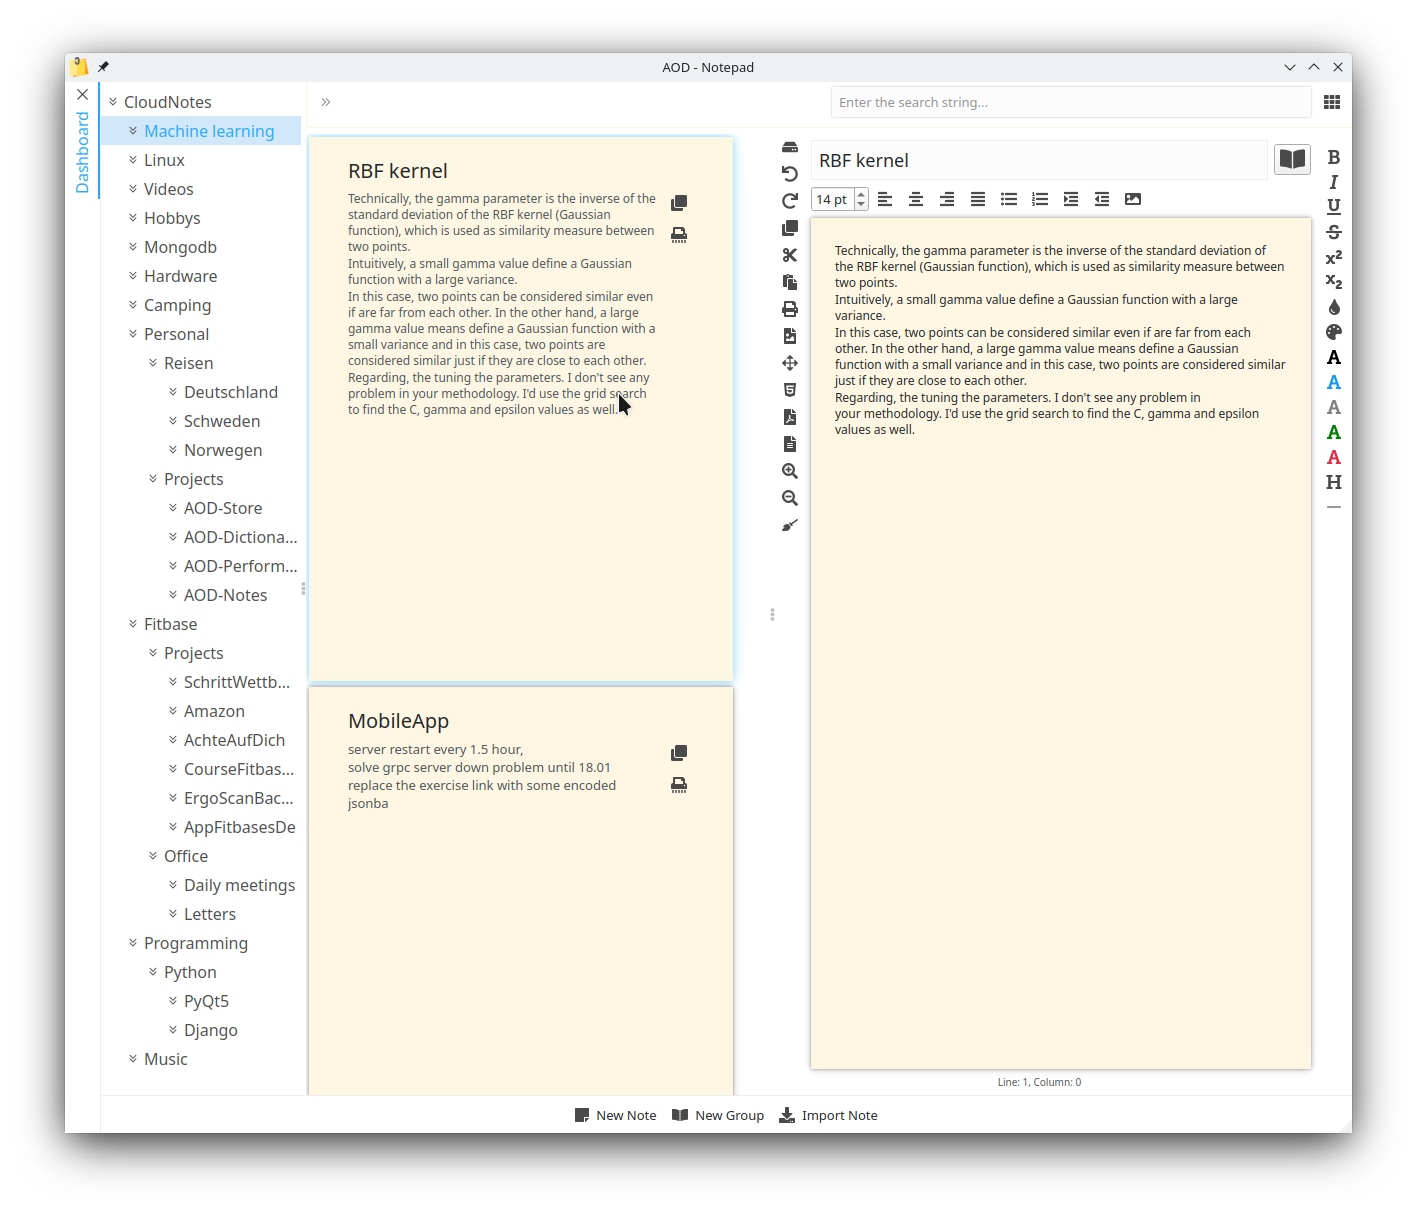 AOD - Notepad
Dashboard
CloudNotes
Machine learning
Linux
Videos
Hobbys
Mongodb
Hardware
Camping
Personal
Reisen
Deutschland
Schweden
Norwegen
Projects
AOD-Store
AOD-Dictiona...
AOD-Perform...
AOD-Notes
Fitbase
Projects
SchrittWettb...
Amazon
AchteAufDich
CourseFitbas...
ErgoScanBac...
AppFitbasesDe
Office
Daily meetings
Letters
Programming
Python
PyQt5
Django
Music
Enter the search string...
RBF kernel
Technically, the gamma parameter is the inverse of the
standard deviation of the RBF kernel (Gaussian
function), which is used as similarity measure between
two points.
Intuitively, a small gamma value define a Gaussian
function with a large variance.
In this case, two points can be considered similar even
if are far from each other. In the other hand, a large
gamma value means define a Gaussian function with a
small variance and in this case, two points are
considered similar just if they are close to each other.
Regarding, the tuning the parameters. I don't see any
problem in your methodology. I'd use the grid search
to find the C, gamma and epsilon values as well.
MobileApp
server restart every 1.5 hour,
solve grpc server down problem until 18.01
replace the exercise link with some encoded
jsonba
RBF kernel
14 pt
Technically, the gamma parameter is the inverse of the standard deviation of
the RBF kernel (Gaussian function), which is used as similarity measure between
two points.
Intuitively, a small gamma value define a Gaussian function with a large
variance.
In this case, two points can be considered similar even if are far from each
other. In the other hand, a large gamma value means define a Gaussian
function with a small variance and in this case, two points are considered similar
just if they are close to each other.
Regarding, the tuning the parameters. I don't see any problem in
your methodology. I'd use the grid search to find the C, gamma and epsilon
values as well.
B
I
U
S
x²
x₂
A
A
A
A
A
H
Line: 1, Column: 0
New Note
New Group
Import Note